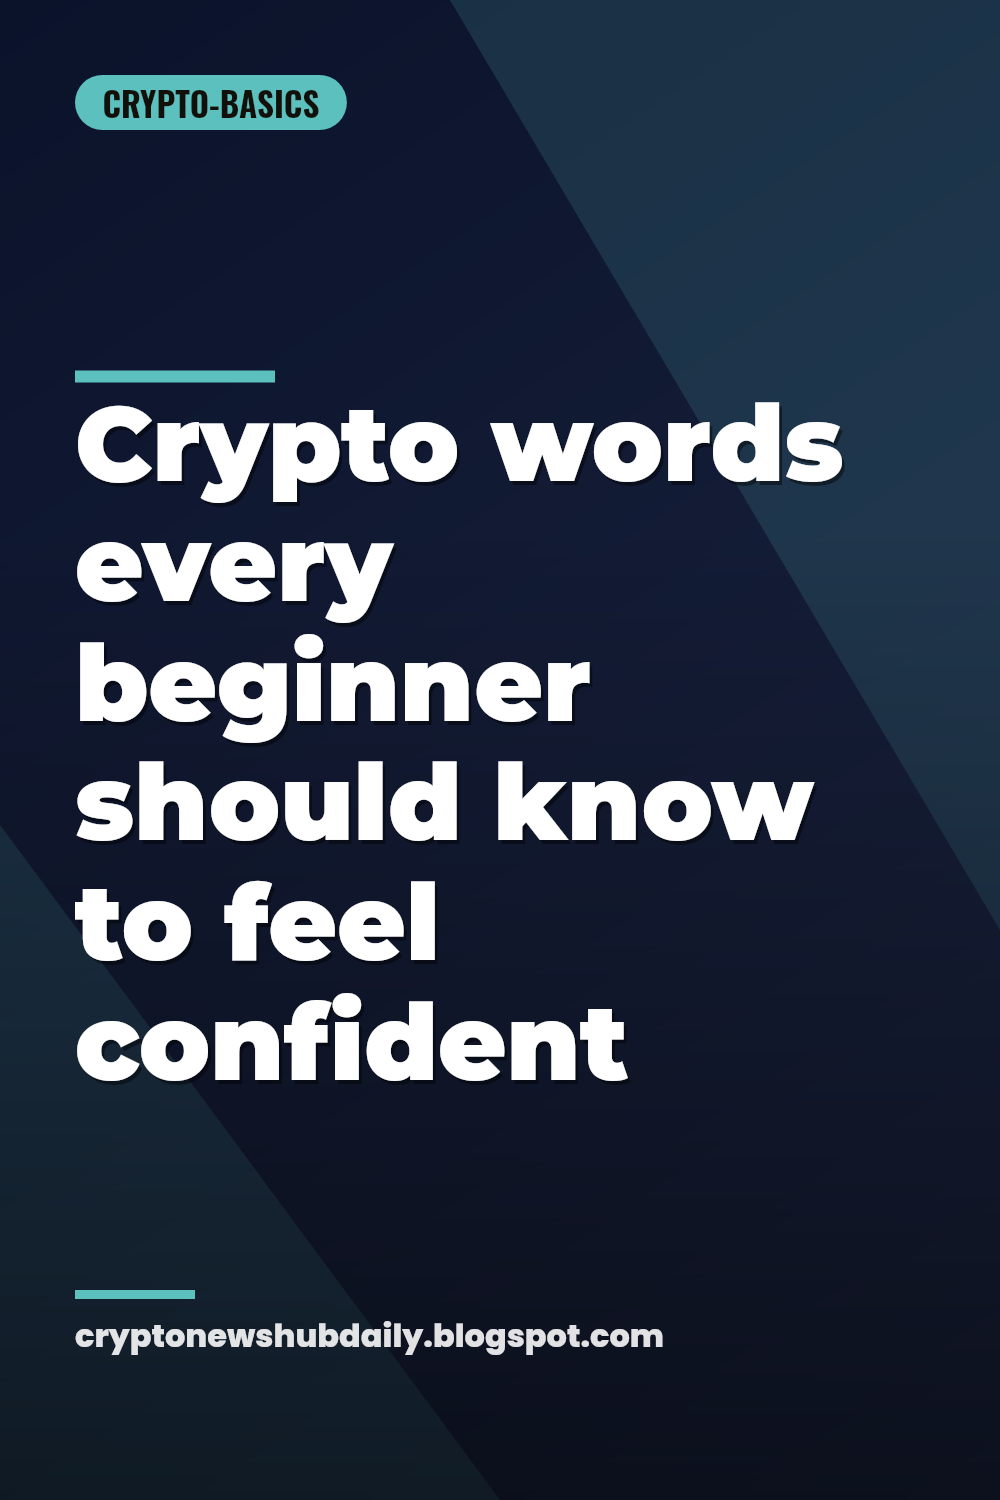 CRYPTO-BASICS
Crypto words
every
beginner
should know
to feel
confident
cryptonewshubdaily.blogspot.com